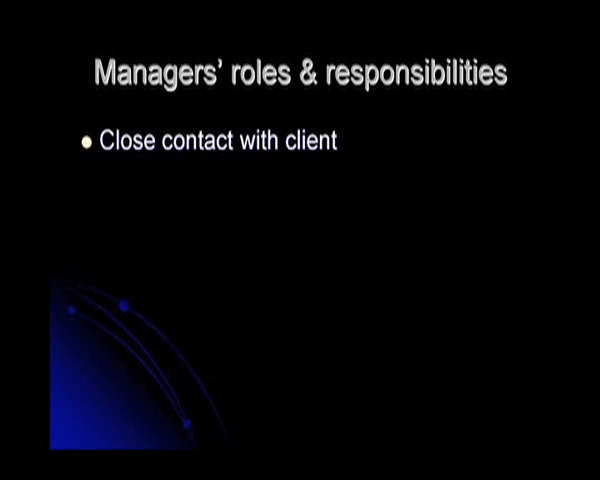 Managers’ roles & responsibilities
Close contact with client